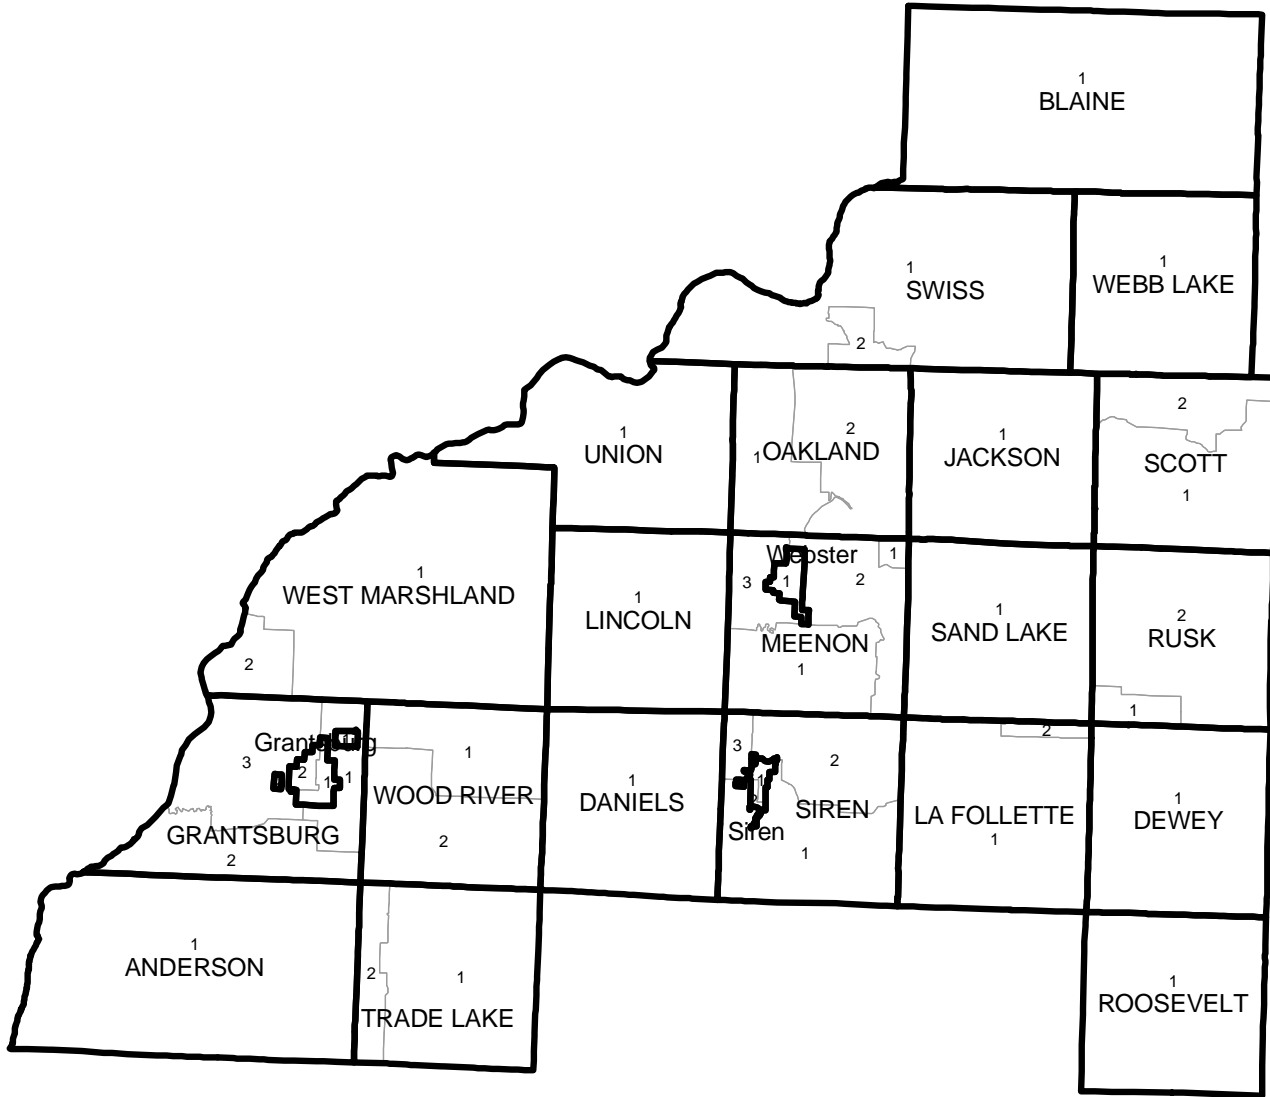 1
BLAINE
1
SWISS
2
1
WEBB LAKE
1
UNION
1
2
OAKLAND
1
JACKSON
2
SCOTT
1
1
WEST MARSHLAND
2
1
LINCOLN
Webster
3
1
2
1
MEENON
1
1
SAND LAKE
2
RUSK
1
Grantsburg
3
2
1
1
GRANTSBURG
2
1
WOOD RIVER
2
1
DANIELS
3
1
2
SIREN
Siren
1
2
LA FOLLETTE
1
1
DEWEY
1
ANDERSON
2
1
TRADE LAKE
1
ROOSEVELT